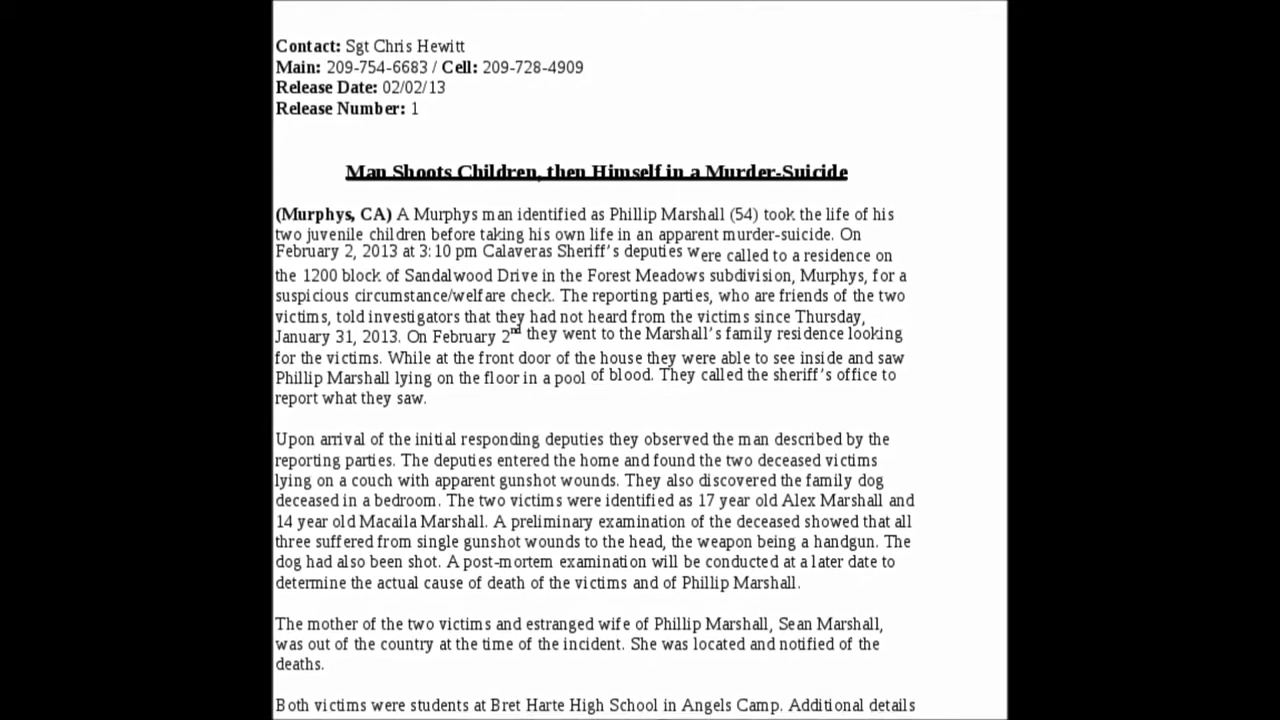 Contact: Sgt Chris Hewitt
Main: 209-754-6683 / Cell: 209-728-4909
Release Date: 02/02/13
Release Number: 1
Man Shoots Children, then Himself in a Murder-Suicide
(Murphys, CA) A Murphys man identified as Phillip Marshall (54) took the life of his
two juvenile children before taking his own life in an apparent murder-suicide. On
February 2, 2013 at 3:10 pm Calaveras Sheriff's deputies were called to a residence on
the 1200 block of Sandalwood Drive in the Forest Meadows subdivision, Murphys, for a
suspicious circumstance/welfare check. The reporting parties, who are friends of the two
victims, told investigators that they had not heard from the victims since Thursday,
January 31, 2013. On February 2nd they went to the Marshall's family residence looking
for the victims. While at the front door of the house they were able to see inside and saw
Phillip Marshall lying on the floor in a pool of blood. They called the sheriff's office to
report what they saw.
Upon arrival of the initial responding deputies they observed the man described by the
reporting parties. The deputies entered the home and found the two deceased victims
lying on a couch with apparent gunshot wounds. They also discovered the family dog
deceased in a bedroom. The two victims were identified as 17 year old Alex Marshall and
14 year old Macaila Marshall. A preliminary examination of the deceased showed that all
three suffered from single gunshot wounds to the head, the weapon being a handgun. The
dog had also been shot. A post-mortem examination will be conducted at a later date to
determine the actual cause of death of the victims and of Phillip Marshall.
The mother of the two victims and estranged wife of Phillip Marshall, Sean Marshall,
was out of the country at the time of the incident. She was located and notified of the
deaths.
Both victims were students at Bret Harte High School in Angels Camp. Additional details